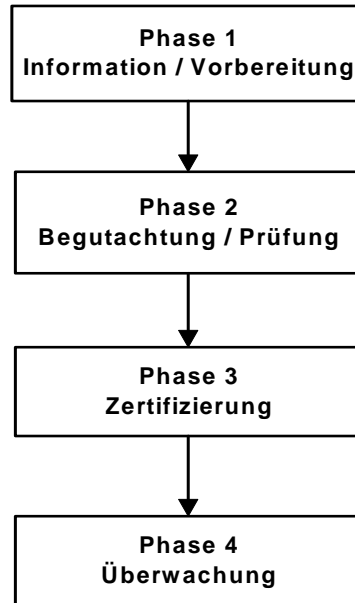 Phase 1
Information / Vorbereitung
Phase 2
Begutachtung / Prüfung
Phase 3
Zertifizierung
Phase 4
Überwachung